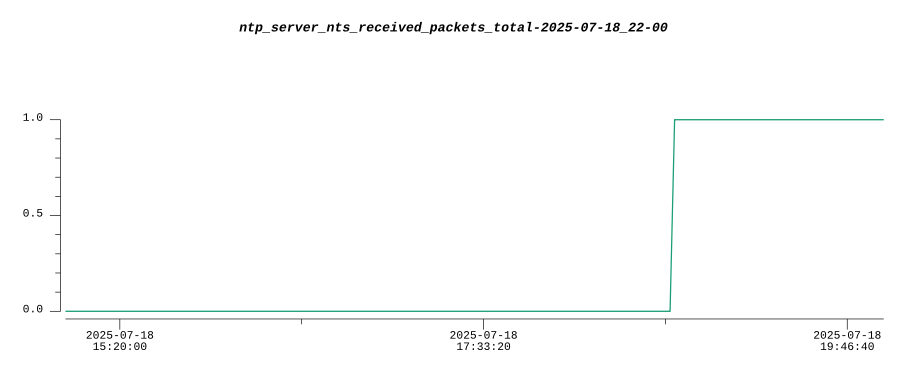 ntp_server_nts_received_packets_total-2025-07-18_22-00
1.0
0.5
0.0
2025-07-18 2025-07-18 2025-07-18
15:20:00 17:33:20 19:46:40